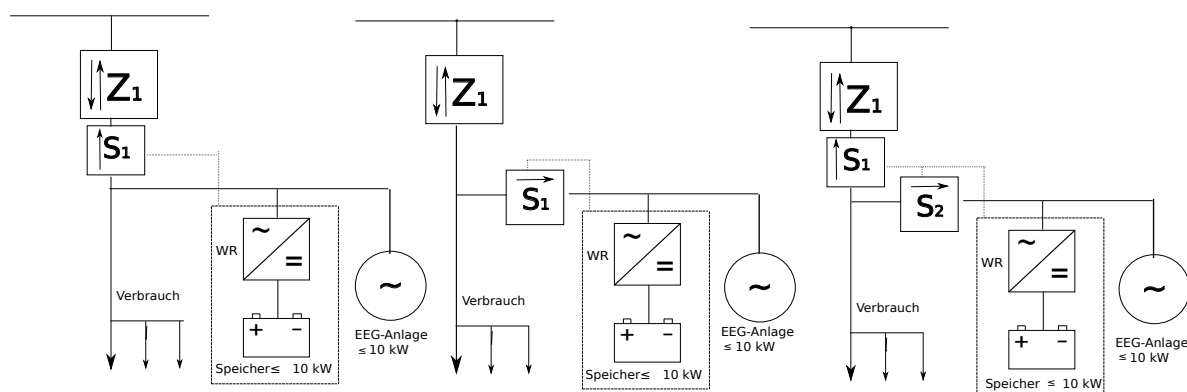 Z1
S1
WR
~
=
Verbrauch
+ -
EEG-Anlage
≤ 10 kW
Speicher≤ 10 kW
Z1
S1
WR
~
=
~
Verbrauch
+ -
EEG-Anlage
≤ 10 kW
Speicher≤ 10 kW
Z1
S1
S2
WR
~
=
~
Verbrauch
+ -
EEG-Anlage
≤ 10 kW
Speicher ≤ 10 kW